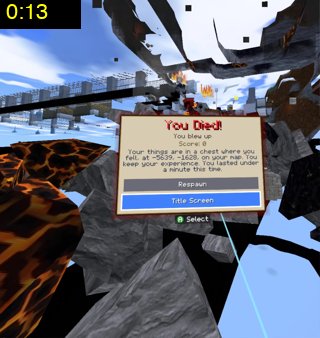 0:13
You Died!
You blew up
Score: 0
Your things are in a chest where you
fell, at -5639, -1628, on your map. You
keep your experience. You lasted under
a minute this time.
Respawn
Title Screen
A Select